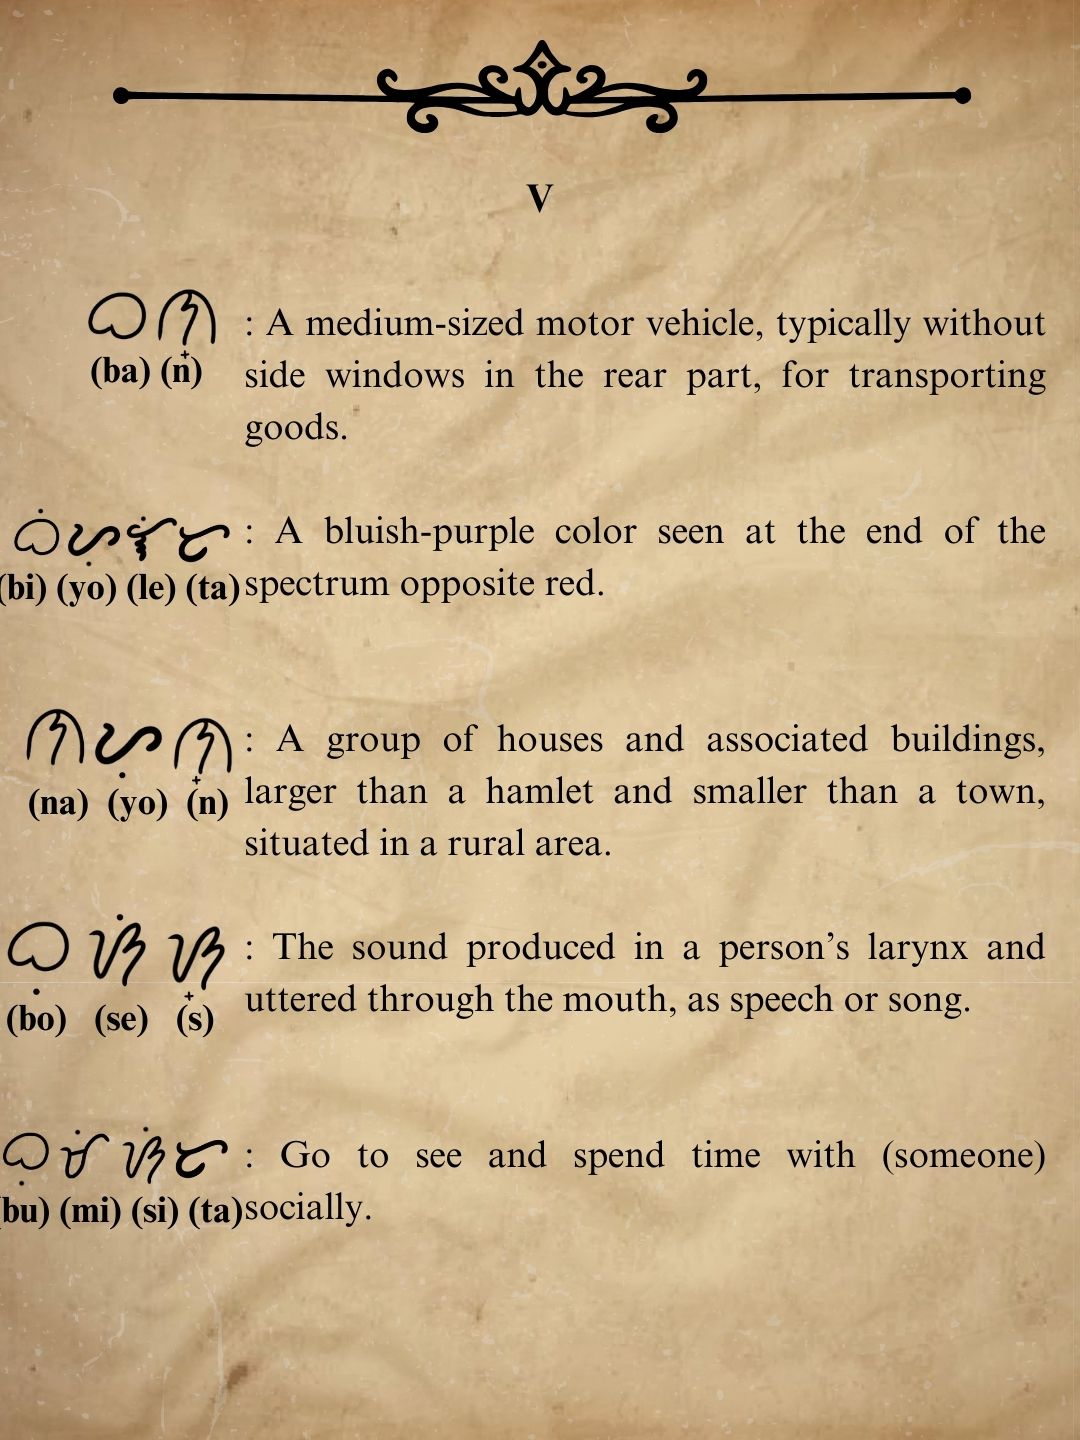 V
ᜊ ᜈ᜔ : A medium-sized motor vehicle, typically without
(ba) (n) side windows in the rear part, for transporting
goods.
ᜊᜒ ᜌᜓ ᜎᜒ ᜆ : A bluish-purple color seen at the end of the
(bi) (yo) (le) (ta) spectrum opposite red.
ᜈ ᜌᜓ ᜈ᜔ : A group of houses and associated buildings,
(na) (yo) (n) larger than a hamlet and smaller than a town,
situated in a rural area.
ᜊᜓ ᜐᜒ ᜐ᜔ : The sound produced in a person’s larynx and
(bo) (se) (s) uttered through the mouth, as speech or song.
ᜊᜓ ᜋᜒ ᜐᜒ ᜆ : Go to see and spend time with (someone)
(bu) (mi) (si) (ta) socially.